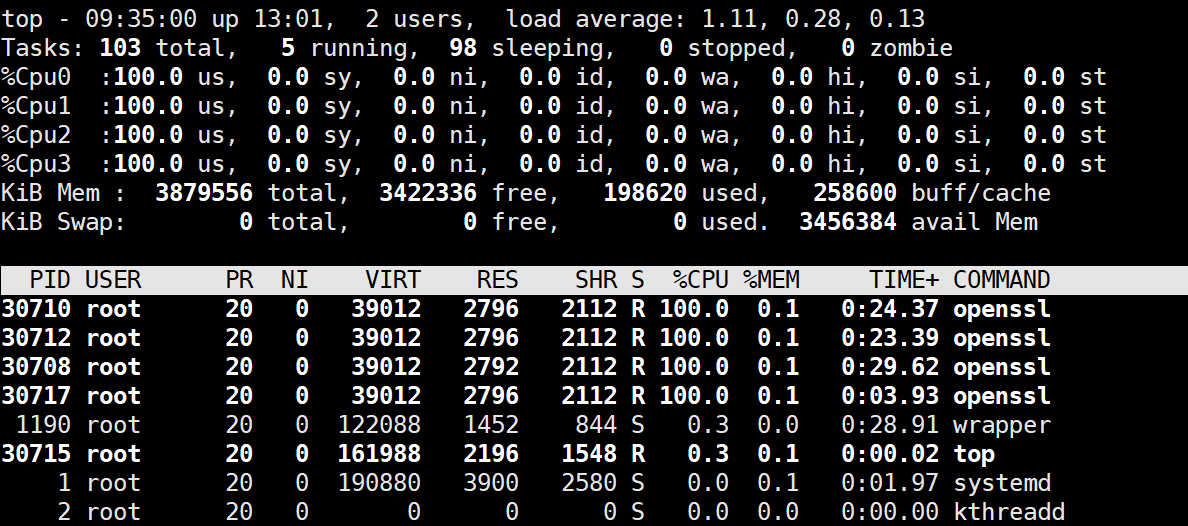 top - 09:35:00 up 13:01,  2 users,  load average: 1.11, 0.28, 0.13
Tasks: 103 total,   5 running,  98 sleeping,   0 stopped,   0 zombie
%Cpu0  :100.0 us,  0.0 sy,  0.0 ni,  0.0 id,  0.0 wa,  0.0 hi,  0.0 si,  0.0 st
%Cpu1  :100.0 us,  0.0 sy,  0.0 ni,  0.0 id,  0.0 wa,  0.0 hi,  0.0 si,  0.0 st
%Cpu2  :100.0 us,  0.0 sy,  0.0 ni,  0.0 id,  0.0 wa,  0.0 hi,  0.0 si,  0.0 st
%Cpu3  :100.0 us,  0.0 sy,  0.0 ni,  0.0 id,  0.0 wa,  0.0 hi,  0.0 si,  0.0 st
KiB Mem :  3879556 total,  3422336 free,   198620 used,   258600 buff/cache
KiB Swap:        0 total,        0 free,        0 used.  3456384 avail Mem
  PID USER      PR  NI    VIRT    RES    SHR S  %CPU %MEM     TIME+ COMMAND
30710 root      20   0   39012   2796   2112 R 100.0  0.1   0:24.37 openssl
30712 root      20   0   39012   2796   2112 R 100.0  0.1   0:23.39 openssl
30708 root      20   0   39012   2792   2112 R 100.0  0.1   0:29.62 openssl
30717 root      20   0   39012   2796   2112 R 100.0  0.1   0:03.93 openssl
 1190 root      20   0  122088   1452    844 S   0.3  0.0   0:28.91 wrapper
30715 root      20   0  161988   2196   1548 R   0.3  0.1   0:00.02 top
    1 root      20   0  190880   3900   2580 S   0.0  0.1   0:01.97 systemd
    2 root      20   0       0      0      0 S   0.0  0.0   0:00.00 kthreadd